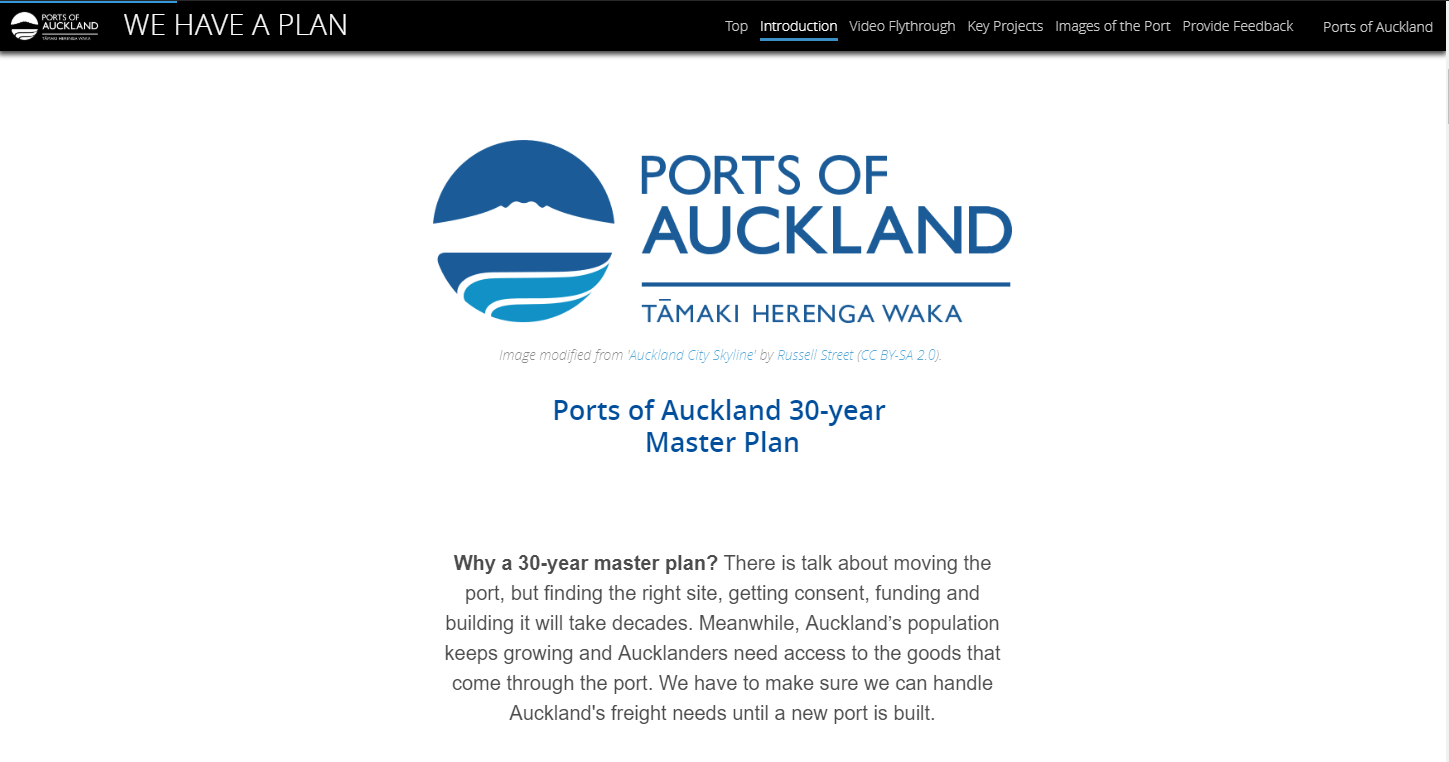 PORTS OF
AUCKLAND
TĀMAKI HERENGA WAKA
WE HAVE A PLAN
Top Introduction Video Flythrough Key Projects Images of the Port Provide Feedback Ports of Auckland
PORTS OF
AUCKLAND
TĀMAKI HERENGA WAKA
Image modified from 'Auckland City Skyline' by Russell Street (CC BY-SA 2.0).
Ports of Auckland 30-year
Master Plan
Why a 30-year master plan? There is talk about moving the
port, but finding the right site, getting consent, funding and
building it will take decades. Meanwhile, Auckland’s population
keeps growing and Aucklanders need access to the goods that
come through the port. We have to make sure we can handle
Auckland's freight needs until a new port is built.